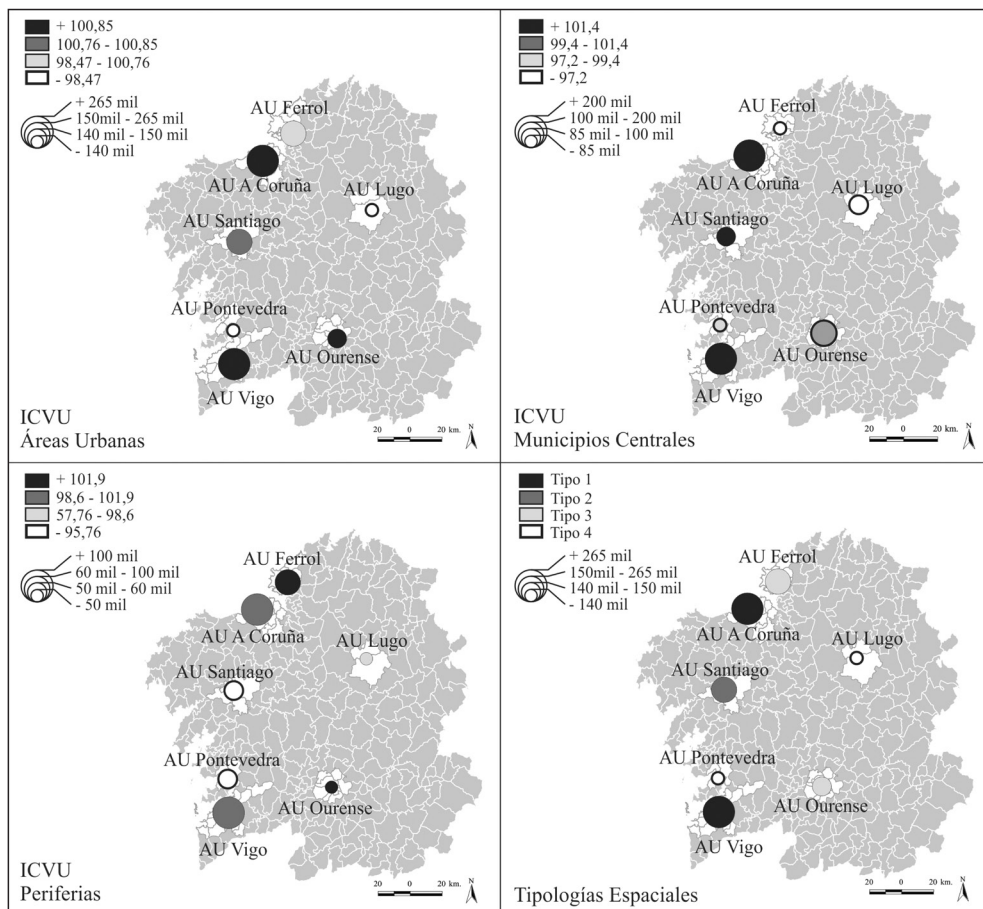 + 100,85
100,76 - 100,85
98,47 - 100,76
- 98,47
+ 265 mil
150mil - 265 mil
140 mil - 150 mil
- 140 mil
AU Ferrol
AU A Coruña
AU Lugo
AU Santiago
AU Pontevedra
AU Ourense
AU Vigo
ICVU
Áreas Urbanas
20 0 20 km.
N
+ 101,4
99,4 - 101,4
97,2 - 99,4
- 97,2
+ 200 mil
100 mil - 200 mil
85 mil - 100 mil
- 85 mil
AU Ferrol
AU A Coruña
AU Lugo
AU Santiago
AU Pontevedra
AU Ourense
AU Vigo
ICVU
Municipios Centrales
20 0 20 km.
N
+ 101,9
98,6 - 101,9
57,76 - 98,6
- 95,76
+ 100 mil
60 mil - 100 mil
50 mil - 60 mil
- 50 mil
AU Ferrol
AU A Coruña
AU Lugo
AU Santiago
AU Pontevedra
AU Ourense
AU Vigo
ICVU
Periferias
20 0 20 km.
N
Tipo 1
Tipo 2
Tipo 3
Tipo 4
+ 265 mil
150mil - 265 mil
140 mil - 150 mil
- 140 mil
AU Ferrol
AU A Coruña
AU Lugo
AU Santiago
AU Pontevedra
AU Ourense
AU Vigo
Tipologías Espaciales
20 0 20 km.
N